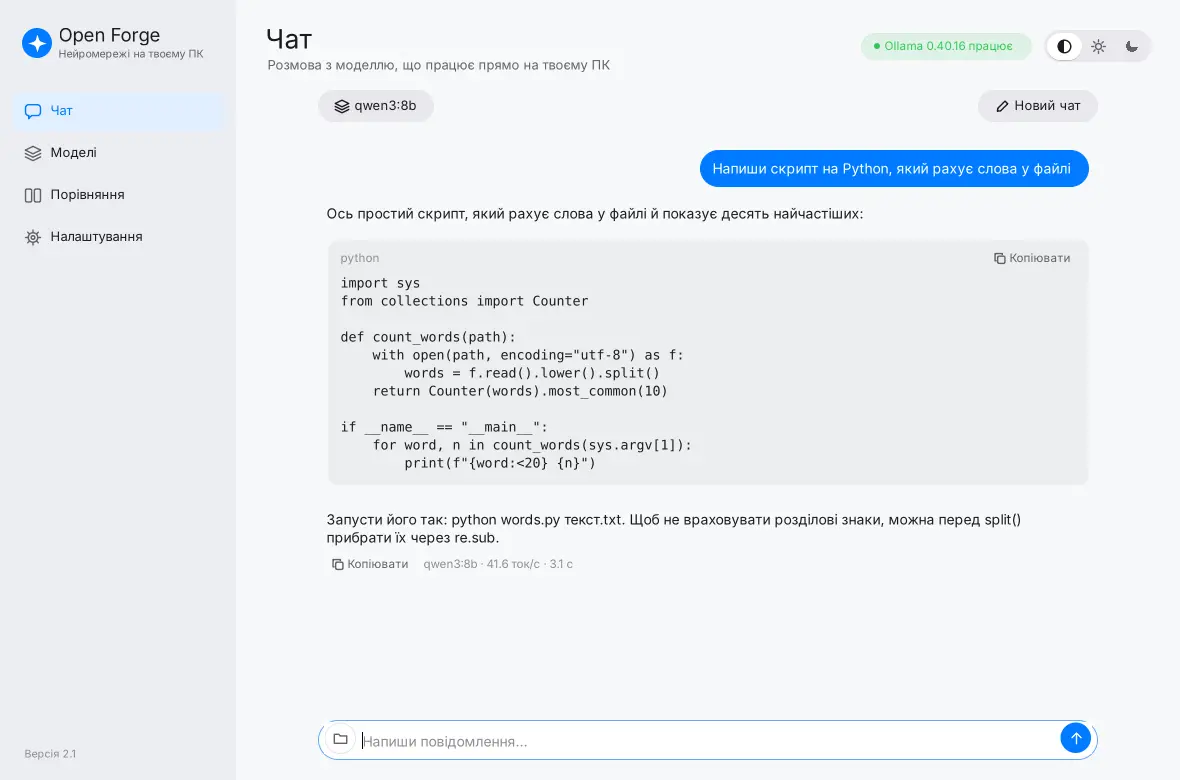 Open Forge
Нейромережі на твоєму ПК
Чат
Моделі
Порівняння
Налаштування
Версія 2.1
Чат
Розмова з моделлю, що працює прямо на твоєму ПК
Ollama 0.40.16 працює
qwen3:8b
Новий чат
Напиши скрипт на Python, який рахує слова у файлі
Ось простий скрипт, який рахує слова у файлі й показує десять найчастіших:
python
Копіювати
import sys
from collections import Counter

def count_words(path):
    with open(path, encoding="utf-8") as f:
        words = f.read().lower().split()
    return Counter(words).most_common(10)

if __name__ == "__main__":
    for word, n in count_words(sys.argv[1]):
        print(f"{word:<20} {n}")
Запусти його так: python words.py текст.txt. Щоб не враховувати розділові знаки, можна перед split()
прибрати їх через re.sub.
Копіювати
qwen3:8b · 41.6 ток/с · 3.1 с
Напиши повідомлення...